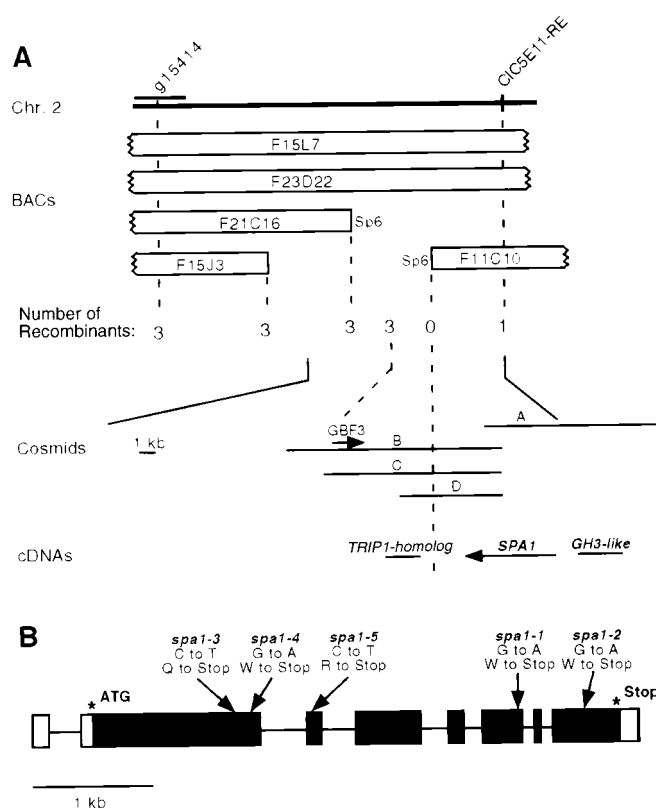 A
g15414
CIC5E11-RE
Chr. 2
F15L7
F23D22
BACs
F21C16 Sp6
F15J3
Sp6 F11C10
Number of
Recombinants: 3 3 3 3 0 1
A
Cosmids
1 kb
GBF3
B
C
D
cDNAs
TRIP1-homolog SPA1 GH3-like
B
spa1-3 spa1-4 spa1-5 spa1-1 spa1-2
C to T G to A C to T G to A G to A
Q to Stop W to Stop R to Stop W to Stop W to Stop
* ATG * Stop
1 kb